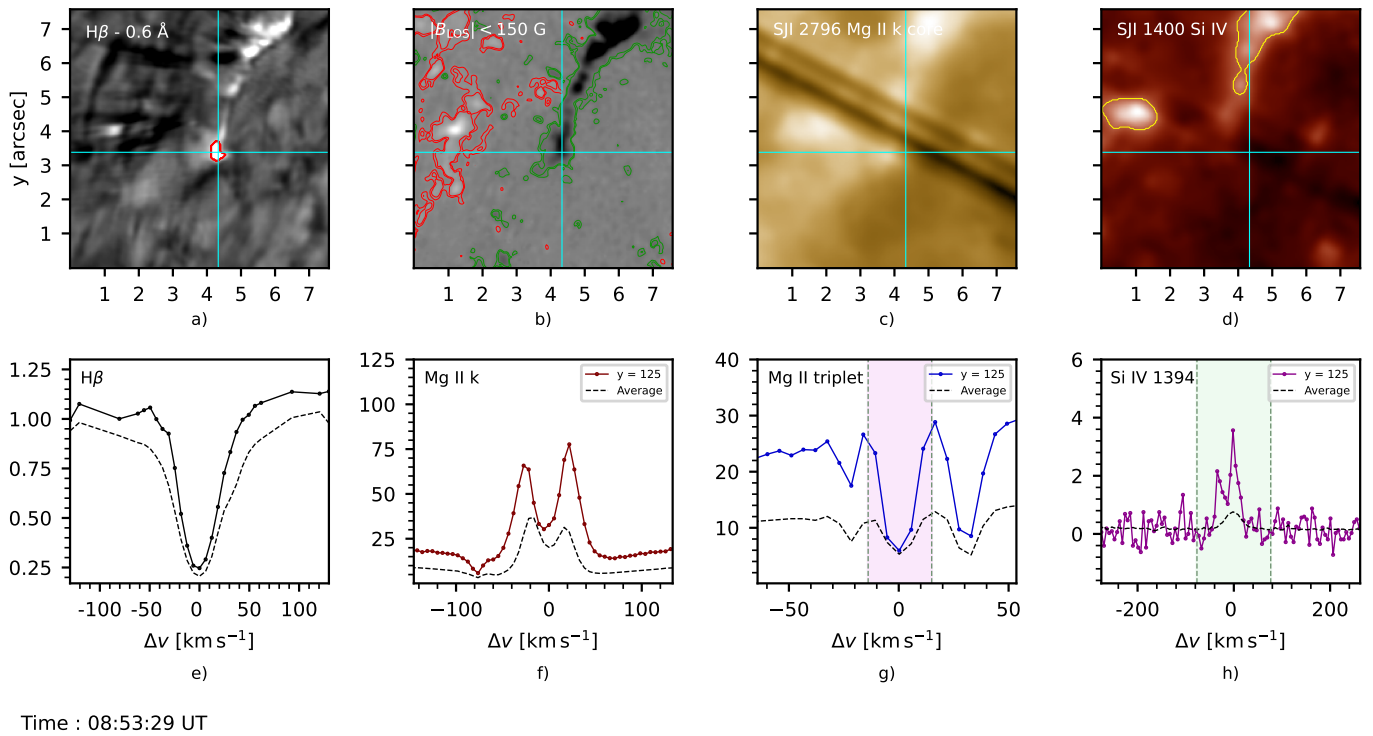 Hβ - 0.6 Å
|B_LOS| < 150 G
SJI 2796 Mg II k core
SJI 1400 Si IV
y [arcsec]
7
6
5
4
3
2
1
1 2 3 4 5 6 7
1 2 3 4 5 6 7
1 2 3 4 5 6 7
1 2 3 4 5 6 7
a)
b)
c)
d)
Hβ
1.25
1.00
0.75
0.50
0.25
-100 -50 0 100
Δv [km s⁻¹]
e)
Mg II k
y = 125
Average
125
100
75
50
25
−100 0 100
Δv [km s⁻¹]
f)
Mg II triplet
y = 125
Average
40
30
20
10
−50 0 50
Δv [km s⁻¹]
g)
Si IV 1394
y = 125
Average
6
4
2
0
-200 0 200
Δv [km s⁻¹]
h)
Time : 08:53:29 UT